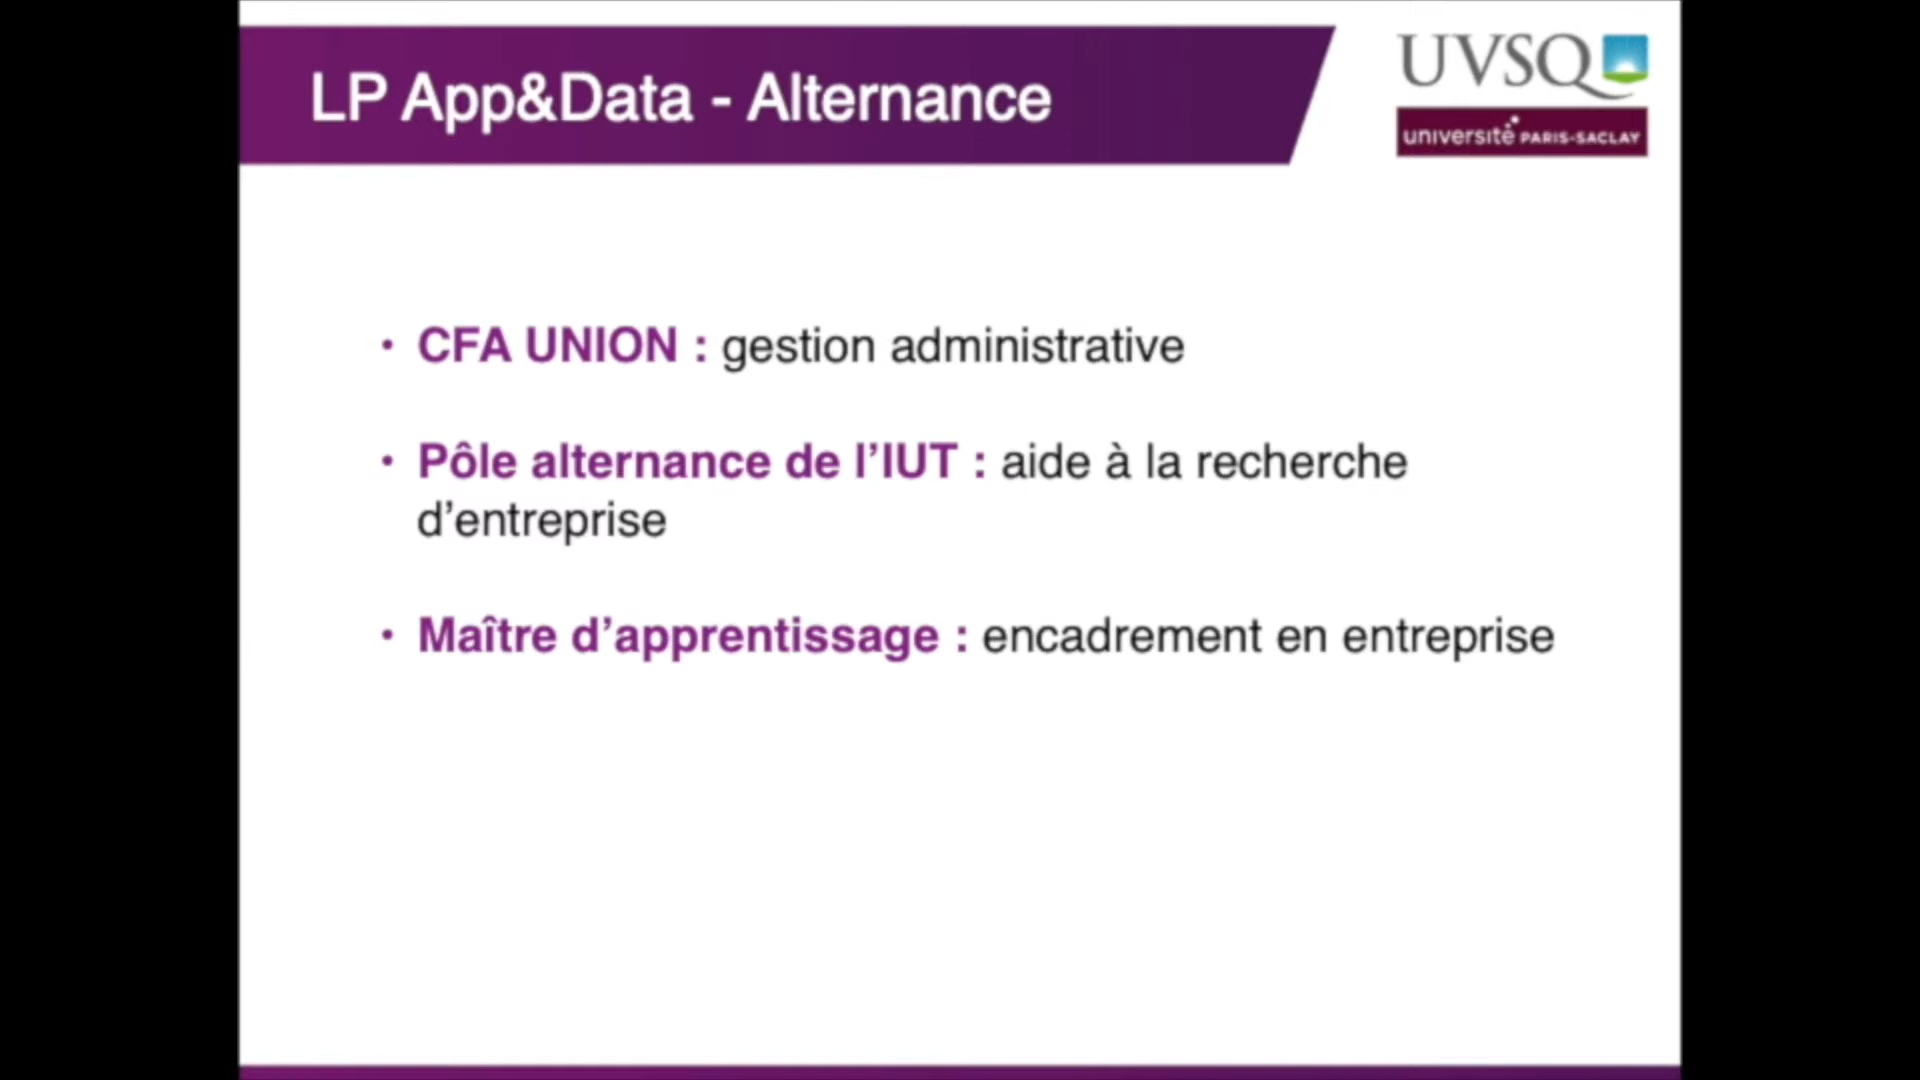 LP App&Data - Alternance
UVSQ
université PARIS-SACLAY
• CFA UNION : gestion administrative
• Pôle alternance de l’IUT : aide à la recherche
d’entreprise
• Maître d’apprentissage : encadrement en entreprise